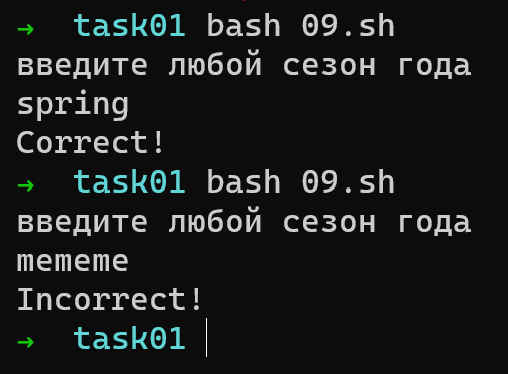 → task01 bash 09.sh
введите любой сезон года
spring
Correct!
→ task01 bash 09.sh
введите любой сезон года
mememe
Incorrect!
→ task01